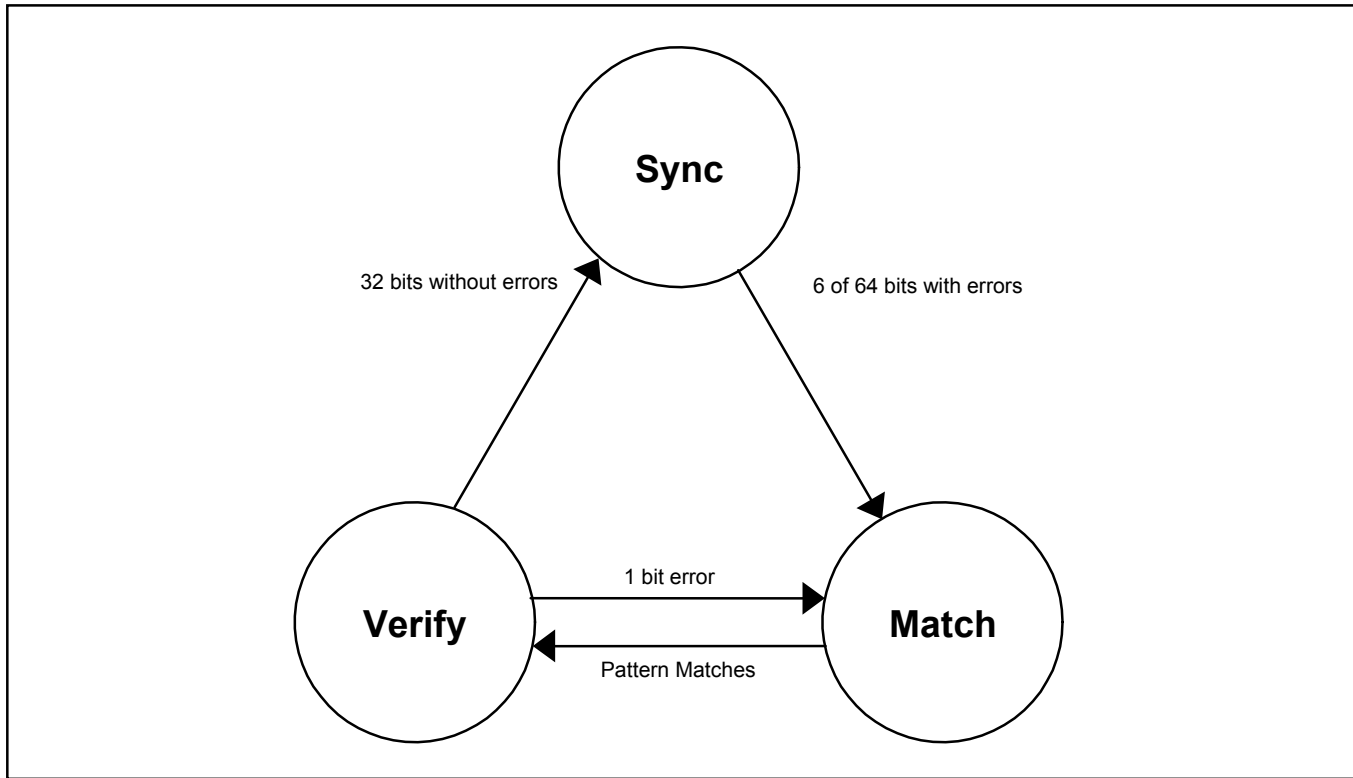 Sync
32 bits without errors
6 of 64 bits with errors
1 bit error
Verify
Match
Pattern Matches